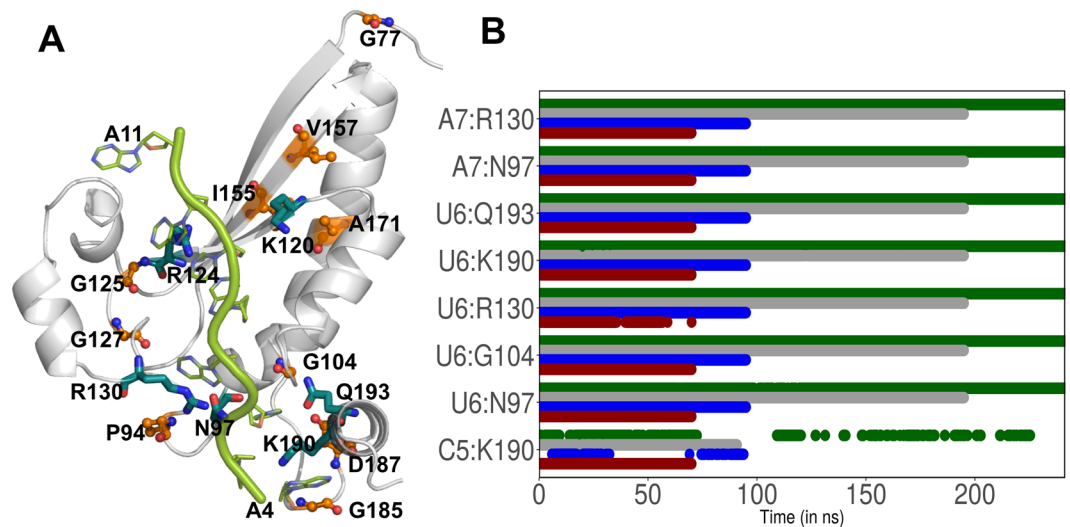 A
G77
A11
V157
I155
K120
A171
G125
R124
G127
G104
R130
Q193
P94
N97
K190
D187
A4
G185
B
A7:R130
A7:N97
U6:Q193
U6:K190
U6:R130
U6:G104
U6:N97
C5:K190
0 50 100 150 200
Time (in ns)